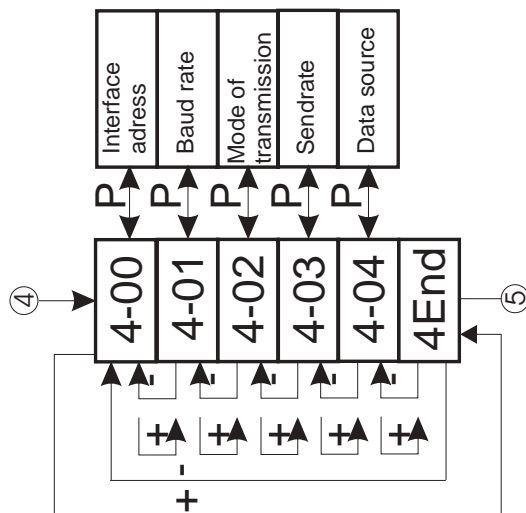 Interface
adress
Baud rate
Mode of
transmission
Sendrate
Data source
P
P
P
P
P
4
4-00
4-01
4-02
4-03
4-04
4End
5
-
-
-
-
-
+
+
+
+
+
+ -